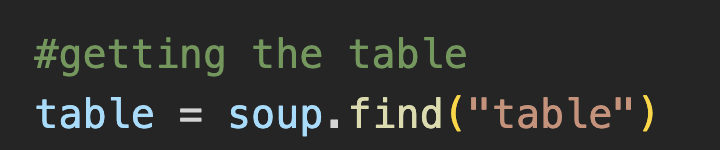 #getting the table
table = soup.find("table")